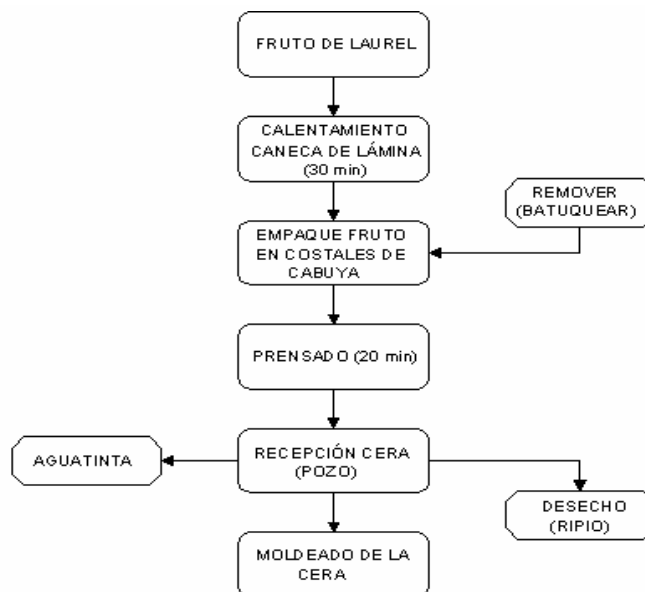 FRUTO DE LAUREL
CALENTAMIENTO
CANECA DE LÁMINA
(30 min)
REMOVER
(BATUQUEAR)
EMPAQUE FRUTO
EN COSTALES DE
CABUYA
PRENSADO (20 min)
AGUATINTA
RECEPCIÓN CERA
(POZO)
DESECHO
(RIPIO)
MOLDEADO DE LA
CERA